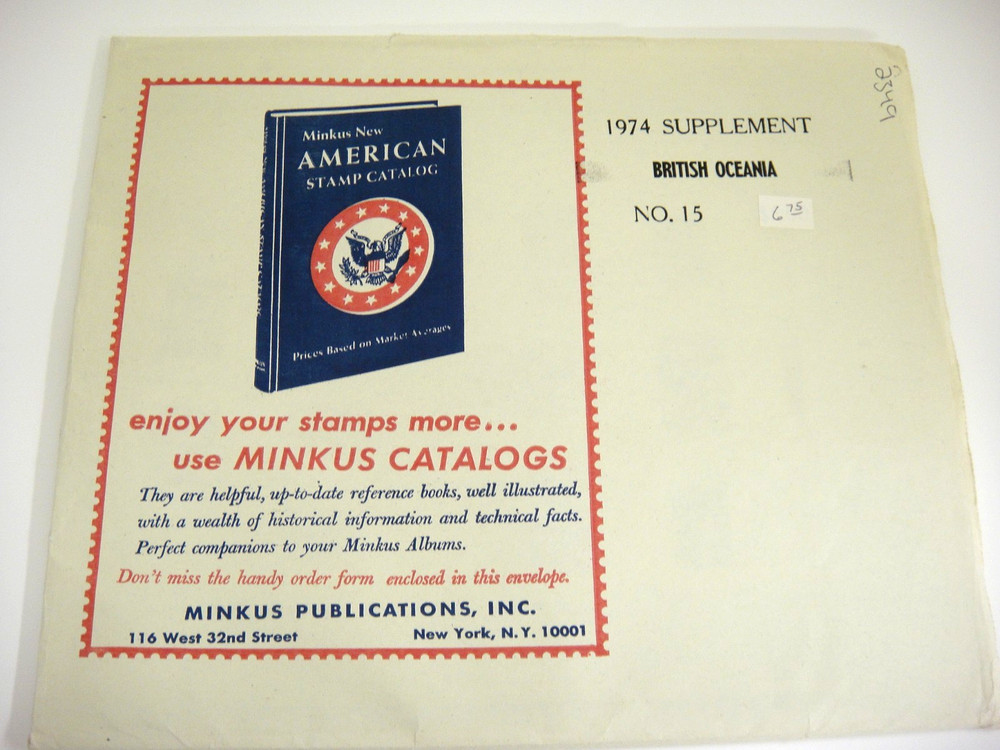 Minkus New
AMERICAN
STAMP CATALOG
Prices Based on Market Averages
enjoy your stamps more...
use MINKUS CATALOGS
They are helpful, up-to-date reference books, well illustrated,
with a wealth of historical information and technical facts.
Perfect companions to your Minkus Albums.
Don't miss the handy order form enclosed in this envelope.
MINKUS PUBLICATIONS, INC.
116 West 32nd Street New York, N.Y. 10001
1974 SUPPLEMENT
BRITISH OCEANIA
NO. 15
6 75